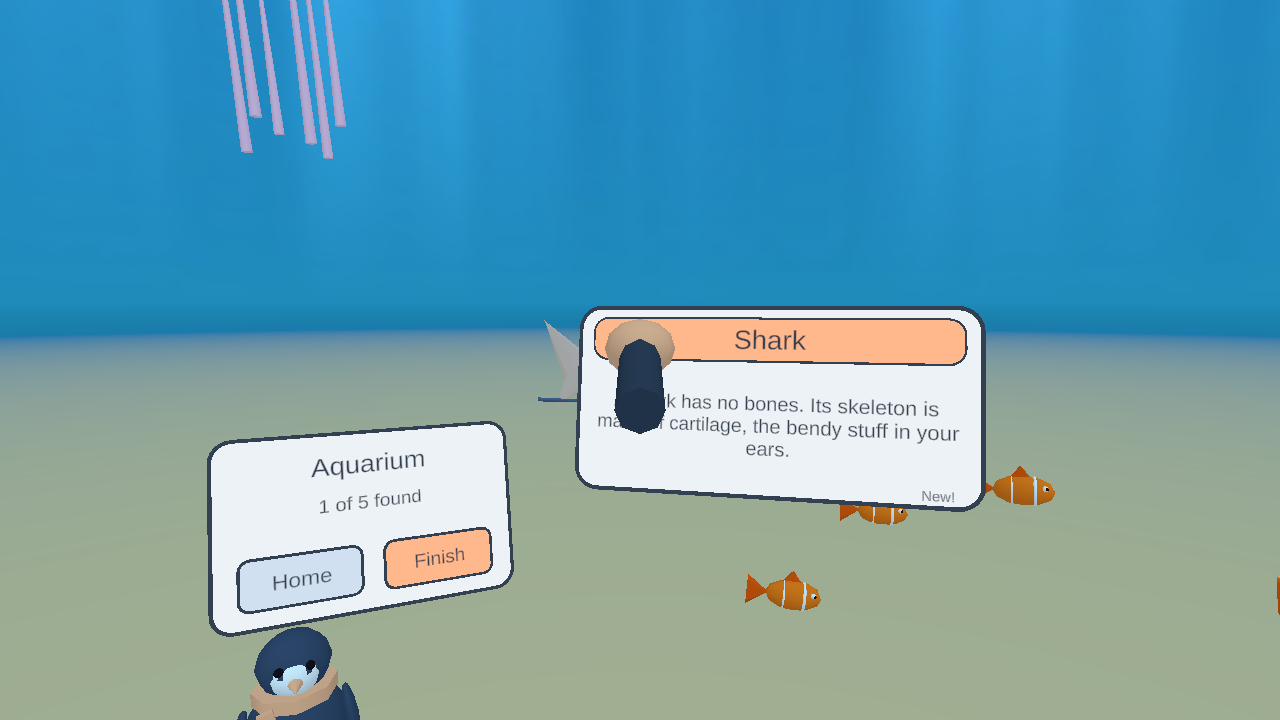 Shark
has no bones. Its skeleton is
cartilage, the bendy stuff in your
ears.
New!
Aquarium
1 of 5 found
Home
Finish